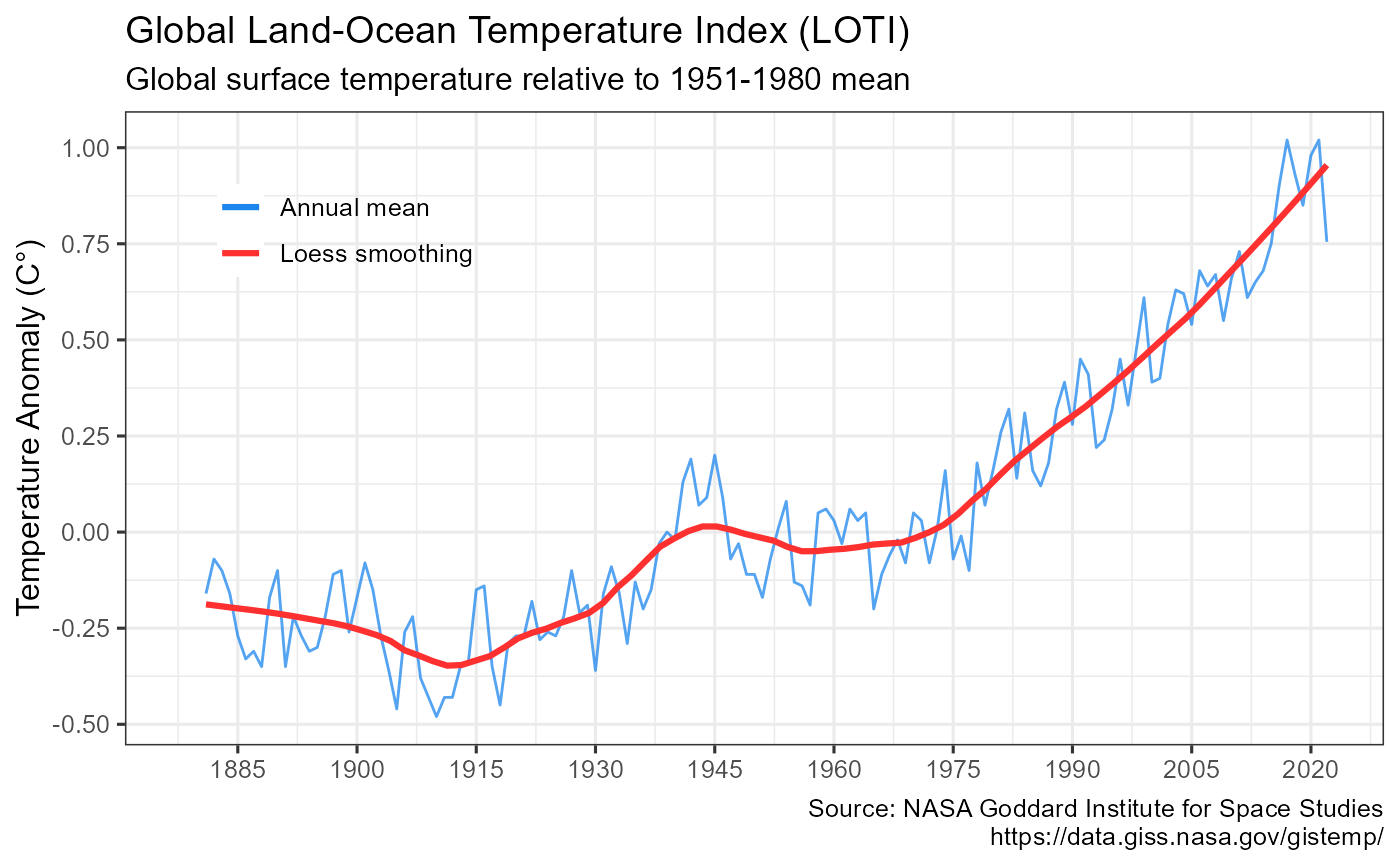 Global Land-Ocean Temperature Index (LOTI)
Global surface temperature relative to 1951-1980 mean
Temperature Anomaly (C°)
1.00
0.75
0.50
0.25
0.00
-0.25
-0.50
Annual mean
Loess smoothing
1885 1900 1915 1930 1945 1960 1975 1990 2005 2020
Source: NASA Goddard Institute for Space Studies
https://data.giss.nasa.gov/gistemp/